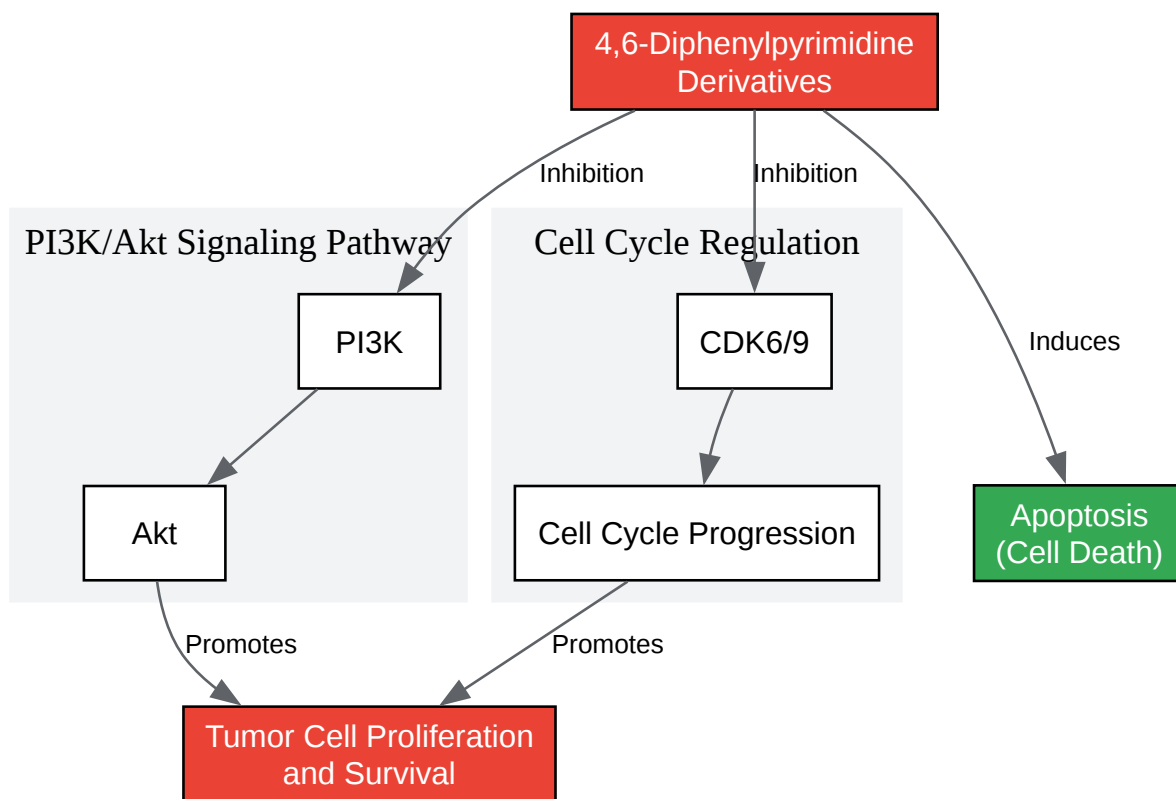 4,6-Diphenylpyrimidine
Derivatives
Inhibition
Inhibition
PI3K/Akt Signaling Pathway
Cell Cycle Regulation
PI3K
CDK6/9
Induces
Akt
Cell Cycle Progression
Apoptosis
(Cell Death)
Promotes
Promotes
Tumor Cell Proliferation
and Survival